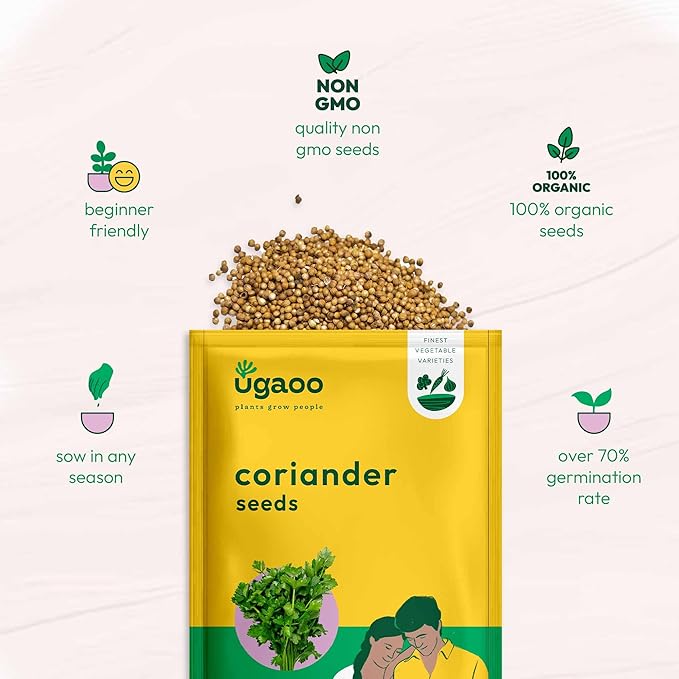 NON
GMO
quality non
gmo seeds
beginner
friendly
100%
ORGANIC
100% organic
seeds
FINEST
VEGETABLE
VARIETIES
ugaoo
plants grow people
coriander
seeds
sow in any
season
over 70%
germination
rate